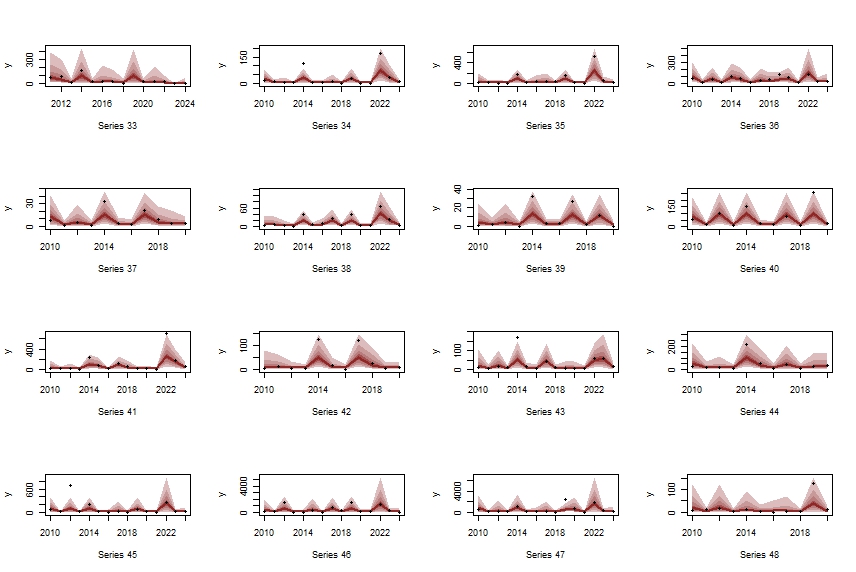 y
0 300
2012 2016 2020 2024
Series 33
y
0 150
2010 2014 2018 2022
Series 34
y
0 400
2010 2014 2018 2022
Series 35
y
0 300
2010 2014 2018 2022
Series 36
y
0 30
2010 2014 2018
Series 37
y
0 60
2010 2014 2018 2022
Series 38
y
0 20 40
2010 2014 2018
Series 39
y
0 150
2010 2014 2018
Series 40
y
0 400
2010 2014 2018 2022
Series 41
y
0 100
2010 2014 2018
Series 42
y
0 100
2010 2014 2018 2022
Series 43
y
0 200
2010 2014 2018
Series 44
y
0 600
2010 2014 2018 2022
Series 45
y
0 4000
2010 2014 2018 2022
Series 46
y
0 4000
2010 2014 2018 2022
Series 47
y
0 100
2010 2014 2018
Series 48